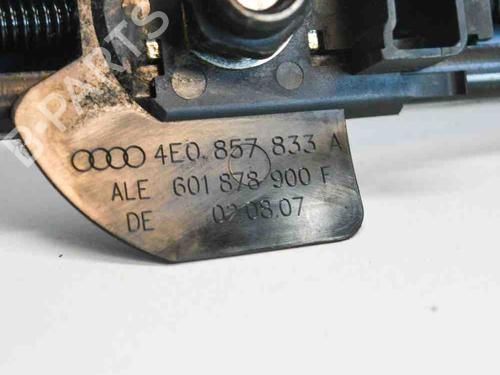 B-PARTS
4E0 857 833 A
ALE 601 878 900 F
DE 02.08.07